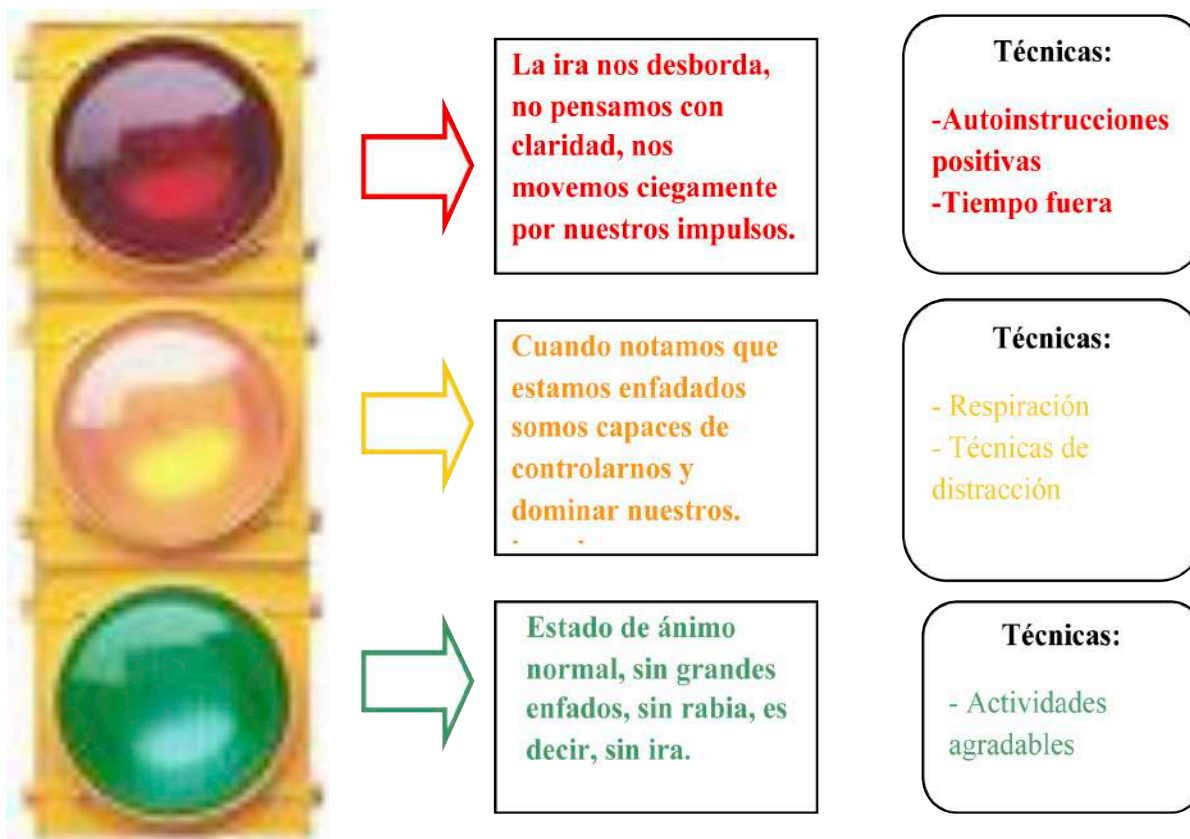 La ira nos desborda,
no pensamos con
claridad, nos
movemos ciegamente
por nuestros impulsos.
Técnicas:
-Autoinstrucciones
positivas
-Tiempo fuera
Cuando notamos que
estamos enfadados
somos capaces de
controlarnos y
dominar nuestros.
Técnicas:
- Respiración
- Técnicas de
distracción
Estado de ánimo
normal, sin grandes
enfados, sin rabia, es
decir, sin ira.
Técnicas:
- Actividades
agradables